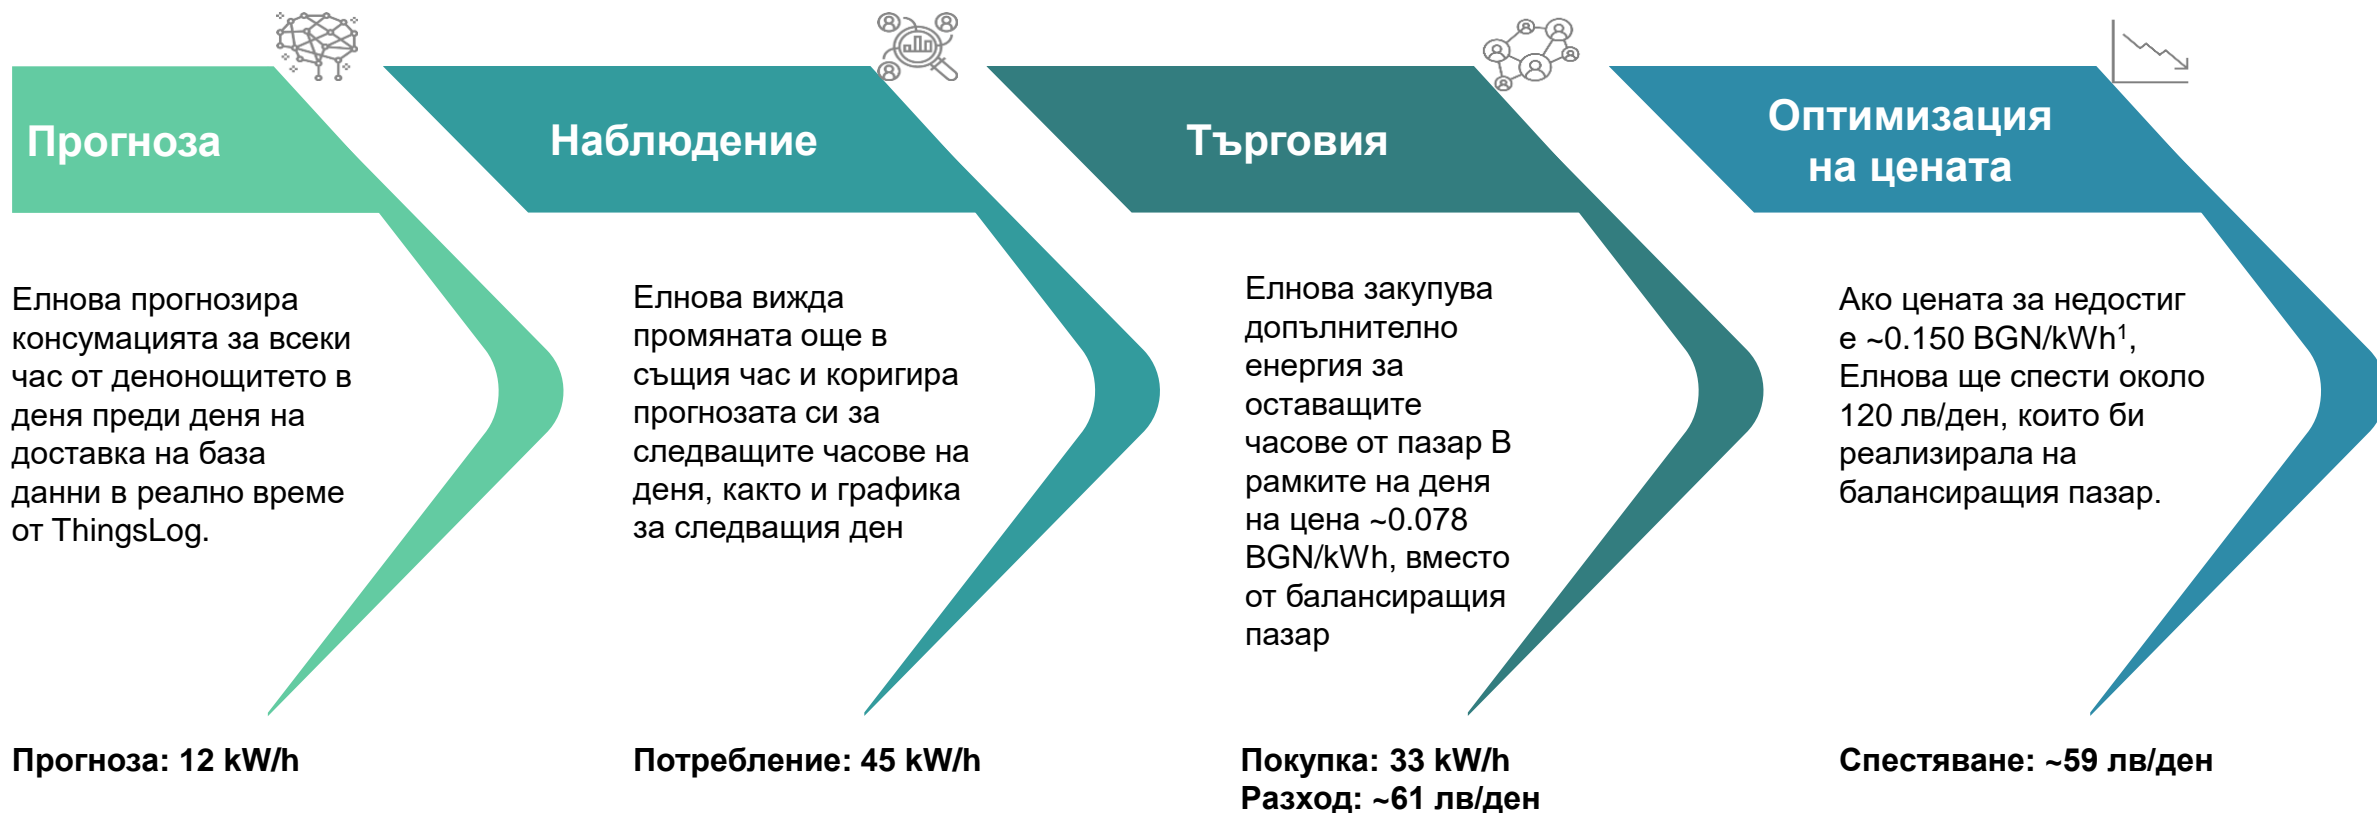 Прогноза
Елнова прогнозира
консумацията за всеки
час от денонощитето в
деня преди деня на
доставка на база
данни в реално време
от ThingsLog.
Прогноза: 12 kW/h
Наблюдение
Елнова вижда
промяната още в
същия час и коригира
прогнозата си за
следващите часове на
деня, както и графика
за следващия ден
Потребление: 45 kW/h
Търговия
Елнова закупува
допълнително
енергия за
оставащите
часове от пазар В
рамките на деня
на цена ~0.078
BGN/kWh, вместо
от балансиращия
пазар
Покупка: 33 kW/h
Разход: ~61 лв/ден
Оптимизация
на цената
Ако цената за недостиг
е ~0.150 BGN/kWh¹,
Елнова ще спести около
120 лв/ден, които би
реализирала на
балансиращия пазар.
Спестяване: ~59 лв/ден